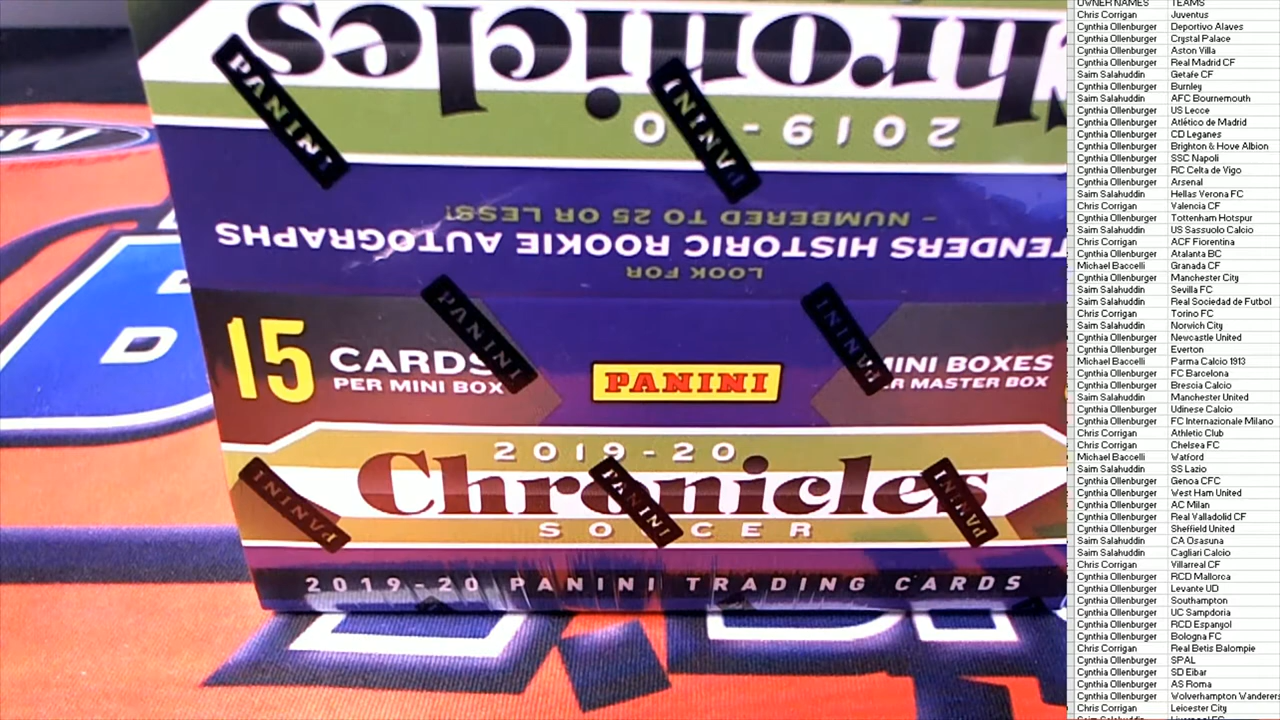 Chronicles
2019-20
- NUMBERED TO 25 OR LESS!
TENDERS HISTORIC ROOKIE AUTOGRAPHS
LOOK FOR
PANINI
PANINI
PANINI
PANINI
15 CARDS
PER MINI BOX
PANINI
MINI BOXES
PER MASTER BOX
2019-20
Chronicles
SOCCER
PANINI
PANINI
PANINI
2019-20 PANINI TRADING CARDS
OWNER NAMES TEAMS
Chris Corrigan Juventus
Cynthia Ollenburger Deportivo Alaves
Cynthia Ollenburger Crystal Palace
Cynthia Ollenburger Aston Villa
Cynthia Ollenburger Real Madrid CF
Saim Salahuddin Getafe CF
Cynthia Ollenburger Burnley
Saim Salahuddin AFC Bournemouth
Cynthia Ollenburger US Lecce
Cynthia Ollenburger Atlético de Madrid
Cynthia Ollenburger CD Leganes
Cynthia Ollenburger Brighton & Hove Albion
Cynthia Ollenburger SSC Napoli
Cynthia Ollenburger RC Celta de Vigo
Cynthia Ollenburger Arsenal
Saim Salahuddin Hellas Verona FC
Chris Corrigan Valencia CF
Cynthia Ollenburger Tottenham Hotspur
Saim Salahuddin US Sassuolo Calcio
Chris Corrigan ACF Fiorentina
Cynthia Ollenburger Atalanta BC
Michael Baccelli Granada CF
Cynthia Ollenburger Manchester City
Saim Salahuddin Sevilla FC
Saim Salahuddin Real Sociedad de Futbol
Chris Corrigan Torino FC
Saim Salahuddin Norwich City
Cynthia Ollenburger Newcastle United
Cynthia Ollenburger Everton
Michael Baccelli Parma Calcio 1913
Cynthia Ollenburger FC Barcelona
Cynthia Ollenburger Brescia Calcio
Saim Salahuddin Manchester United
Cynthia Ollenburger Udinese Calcio
Cynthia Ollenburger FC Internazionale Milano
Chris Corrigan Athletic Club
Chris Corrigan Chelsea FC
Michael Baccelli Watford
Saim Salahuddin SS Lazio
Cynthia Ollenburger Genoa CFC
Cynthia Ollenburger West Ham United
Cynthia Ollenburger AC Milan
Cynthia Ollenburger Real Valladolid CF
Cynthia Ollenburger Sheffield United
Saim Salahuddin CA Osasuna
Saim Salahuddin Cagliari Calcio
Chris Corrigan Villarreal CF
Cynthia Ollenburger RCD Mallorca
Cynthia Ollenburger Levante UD
Cynthia Ollenburger Southampton
Cynthia Ollenburger UC Sampdoria
Cynthia Ollenburger RCD Espanyol
Cynthia Ollenburger Bologna FC
Chris Corrigan Real Betis Balompie
Cynthia Ollenburger SPAL
Cynthia Ollenburger SD Eibar
Cynthia Ollenburger AS Roma
Cynthia Ollenburger Wolverhampton Wanderers
Chris Corrigan Leicester City